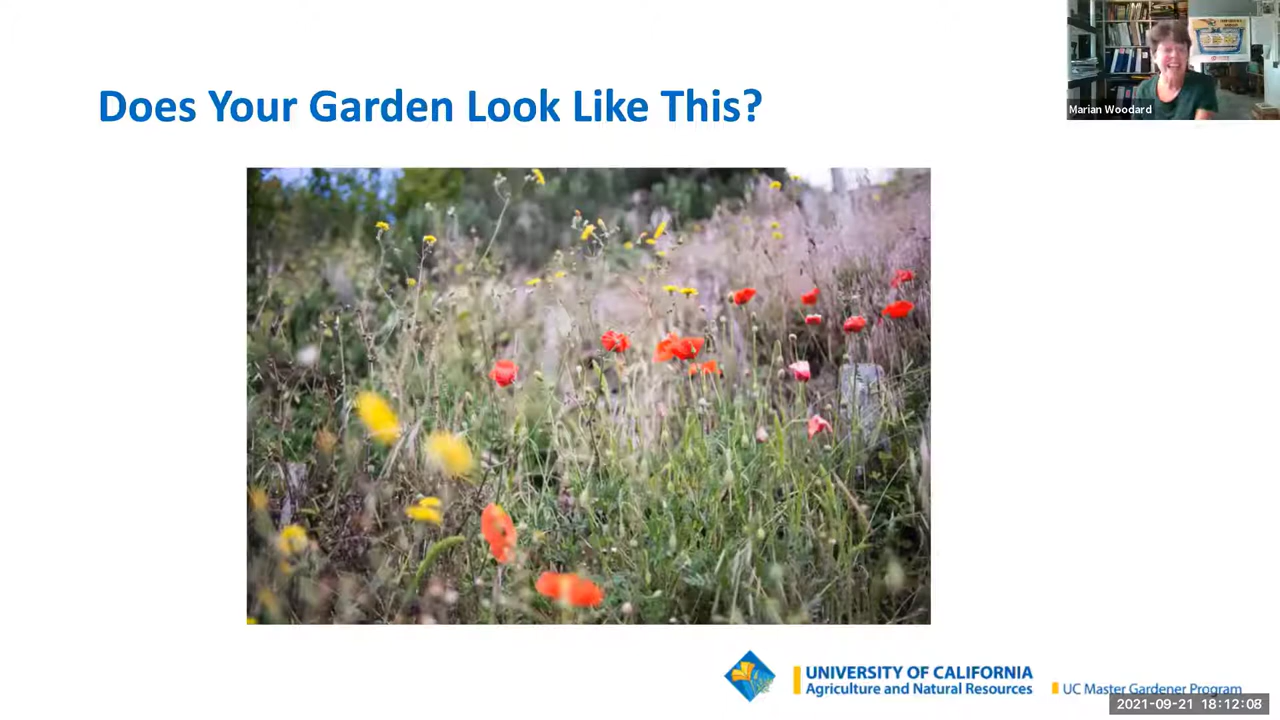 Does Your Garden Look Like This?
Marian Woodard
UNIVERSITY OF CALIFORNIA
Agriculture and Natural Resources
UC Master Gardener Program
2021-09-21 18:12:08